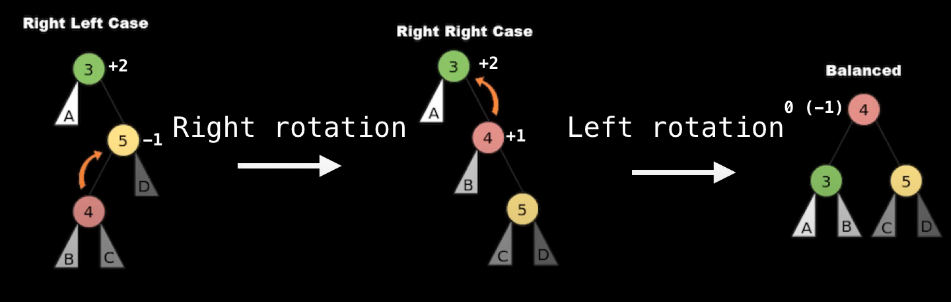 Right Left Case
3 +2
A
5 −1
D
4
B C
Right rotation
Right Right Case
3 +2
A
4 +1
B
5
C D
Left rotation
Balanced
0 (−1) 4
3 5
A B C D